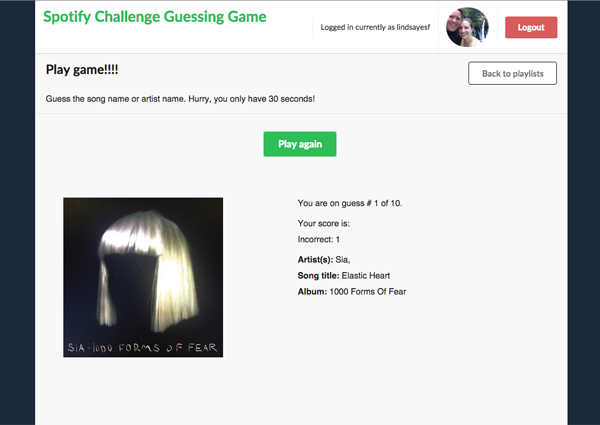 Spotify Challenge Guessing Game
Logged in currently as lindsayesf
Logout
Play game!!!!
Back to playlists
Guess the song name or artist name. Hurry, you only have 30 seconds!
Play again
You are on guess # 1 of 10.
Your score is:
Incorrect: 1
Artist(s): Sia,
Song title: Elastic Heart
Album: 1000 Forms Of Fear
SIA - 1000 FORMS OF FEAR